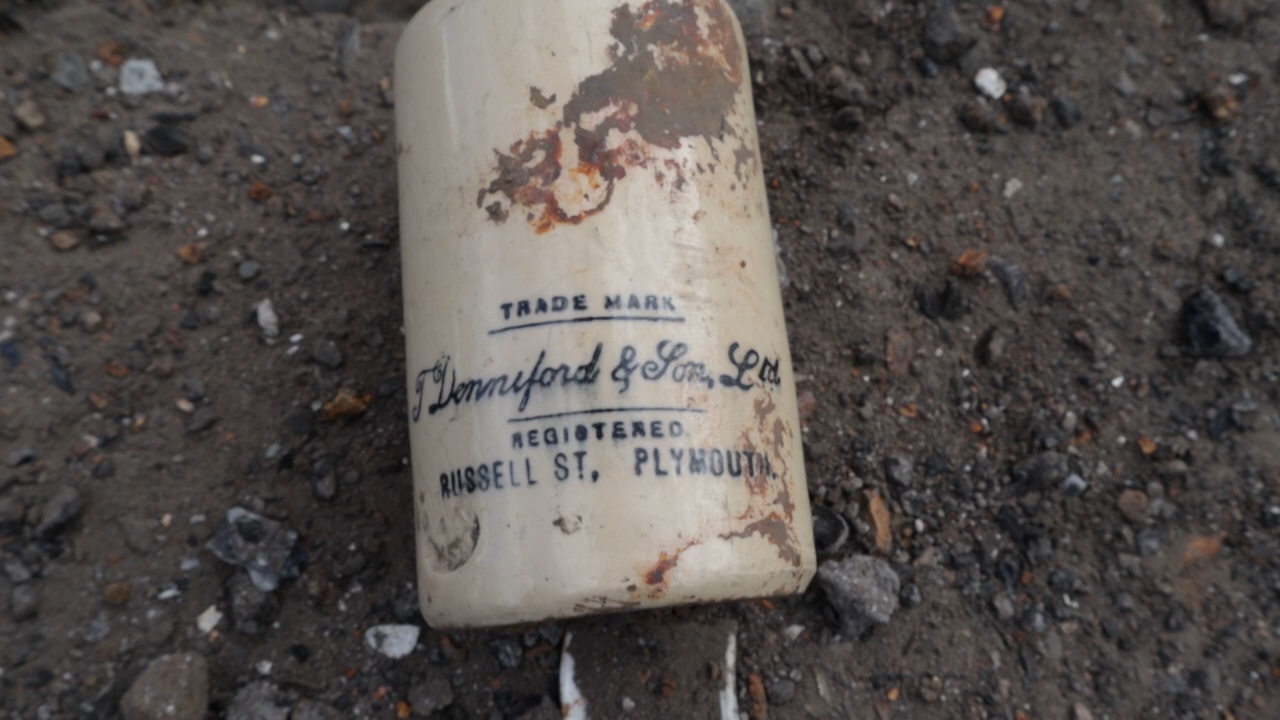 TRADE MARK
T Denniford & Son, Ltd
REGISTERED.
RUSSELL ST, PLYMOUTH.